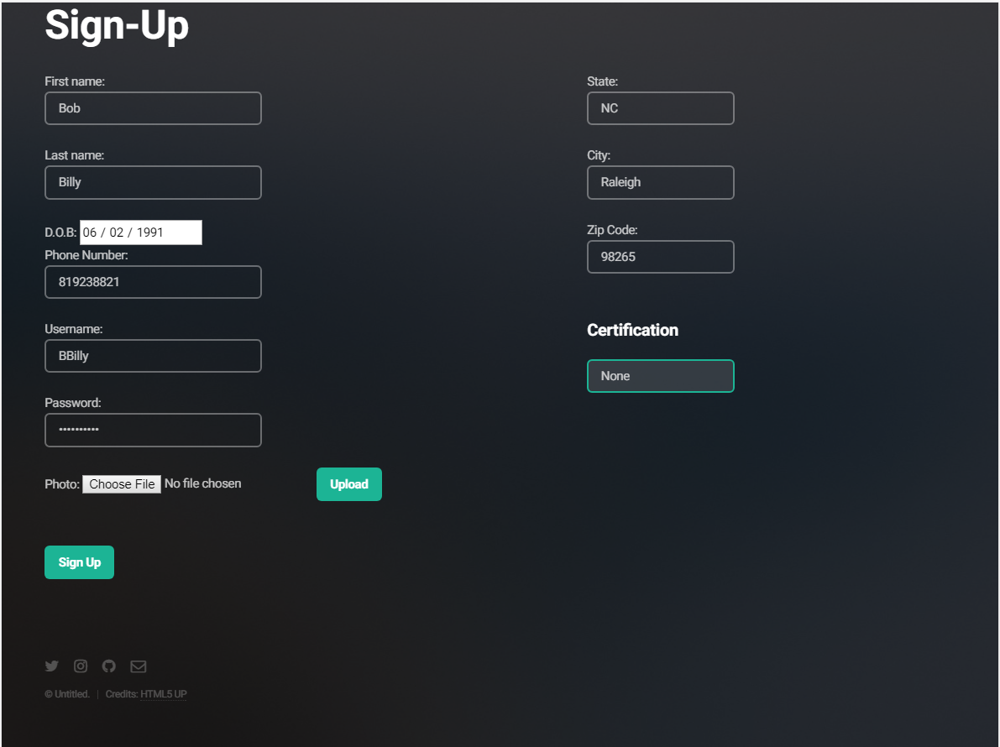 Sign-Up
First name:
Bob
Last name:
Billy
D.O.B: 06 / 02 / 1991
Phone Number:
819238821
Username:
BBilly
Password:
••••••••••
Photo: Choose File No file chosen
Upload
Sign Up
State:
NC
City:
Raleigh
Zip Code:
98265
Certification
None
© Untitled. | Credits: HTML5 UP